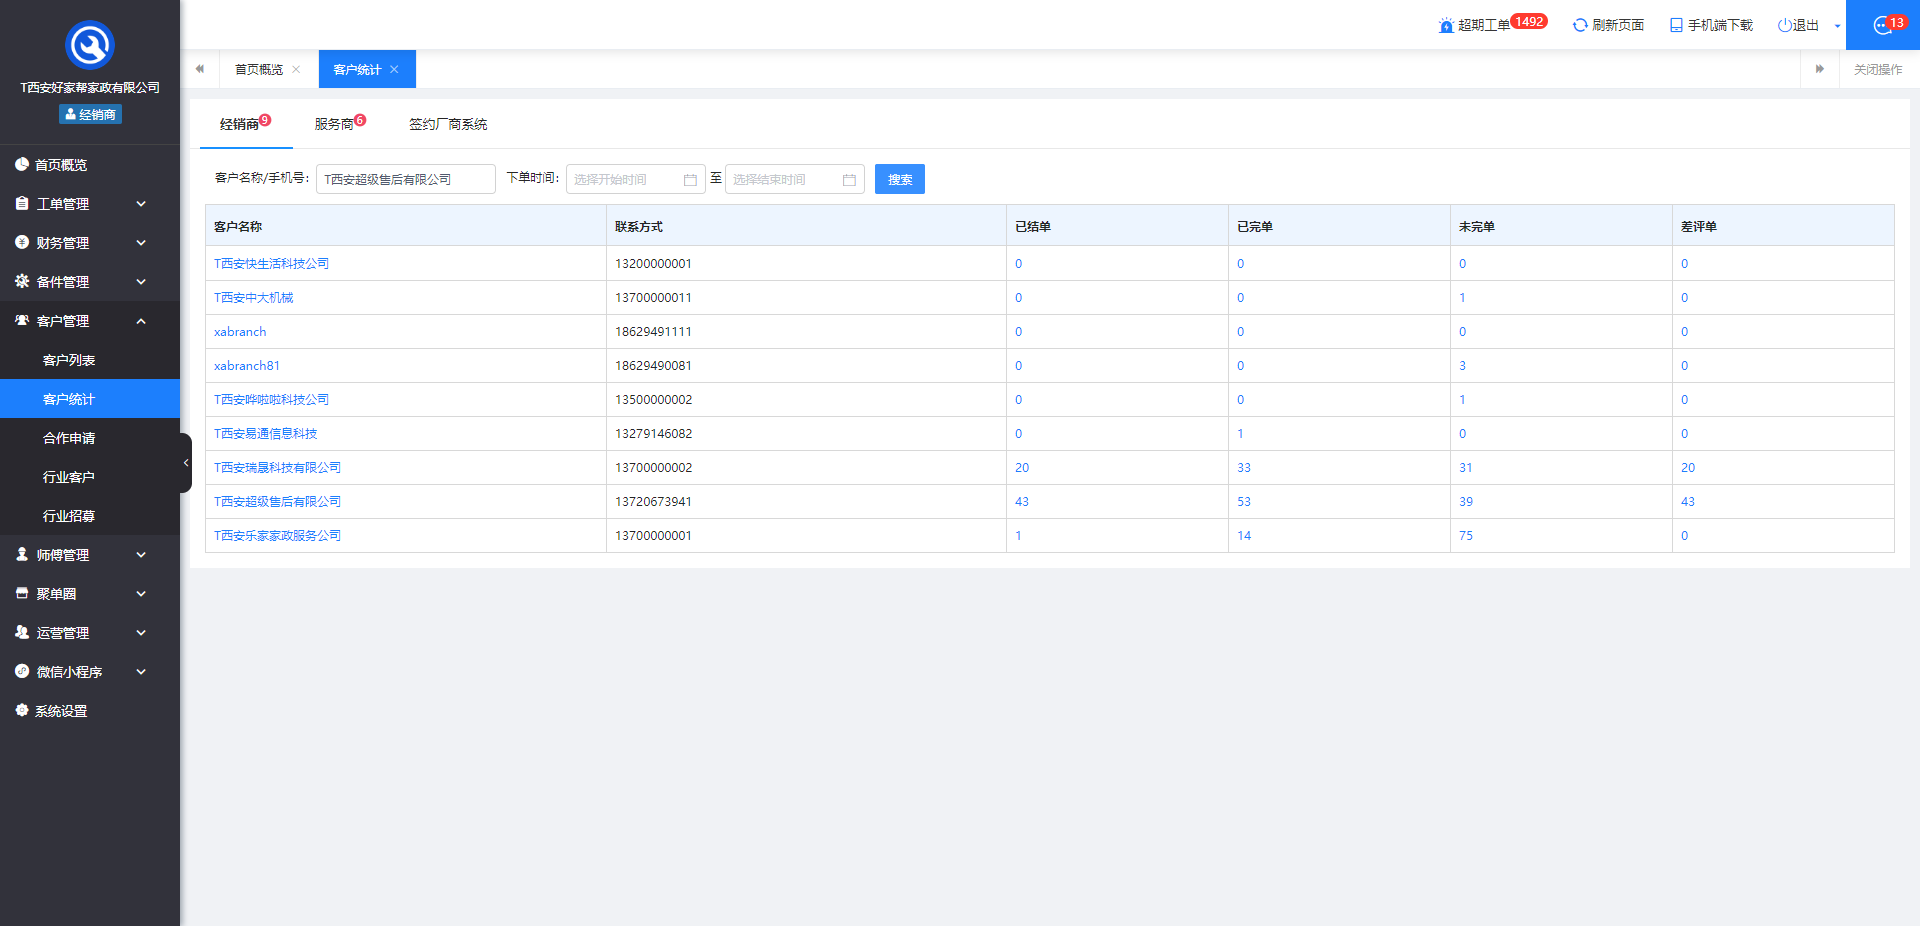 超期工单 1492 刷新页面 手机端下载 退出 13
T西安好家帮家政有限公司
经销商
首页概览 客户统计 关闭操作
首页概览
工单管理
财务管理
备件管理
客户管理
客户列表
客户统计
合作申请
行业客户
行业招募
师傅管理
聚单圈
运营管理
微信小程序
系统设置
经销商 9 服务商 6 签约厂商系统
客户名称/手机号: T西安超级售后有限公司 下单时间: 选择开始时间 至 选择结束时间 搜索
客户名称 联系方式 已结单 已完单 未完单 差评单
T西安快生活科技公司 13200000001 0 0 0 0
T西安中大机械 13700000011 0 0 1 0
xabranch 18629491111 0 0 0 0
xabranch81 18629490081 0 0 3 0
T西安哗啦啦科技公司 13500000002 0 0 1 0
T西安易通信息科技 13279146082 0 1 0 0
T西安瑞晟科技有限公司 13700000002 20 33 31 20
T西安超级售后有限公司 13720673941 43 53 39 43
T西安乐家家政服务公司 13700000001 1 14 75 0